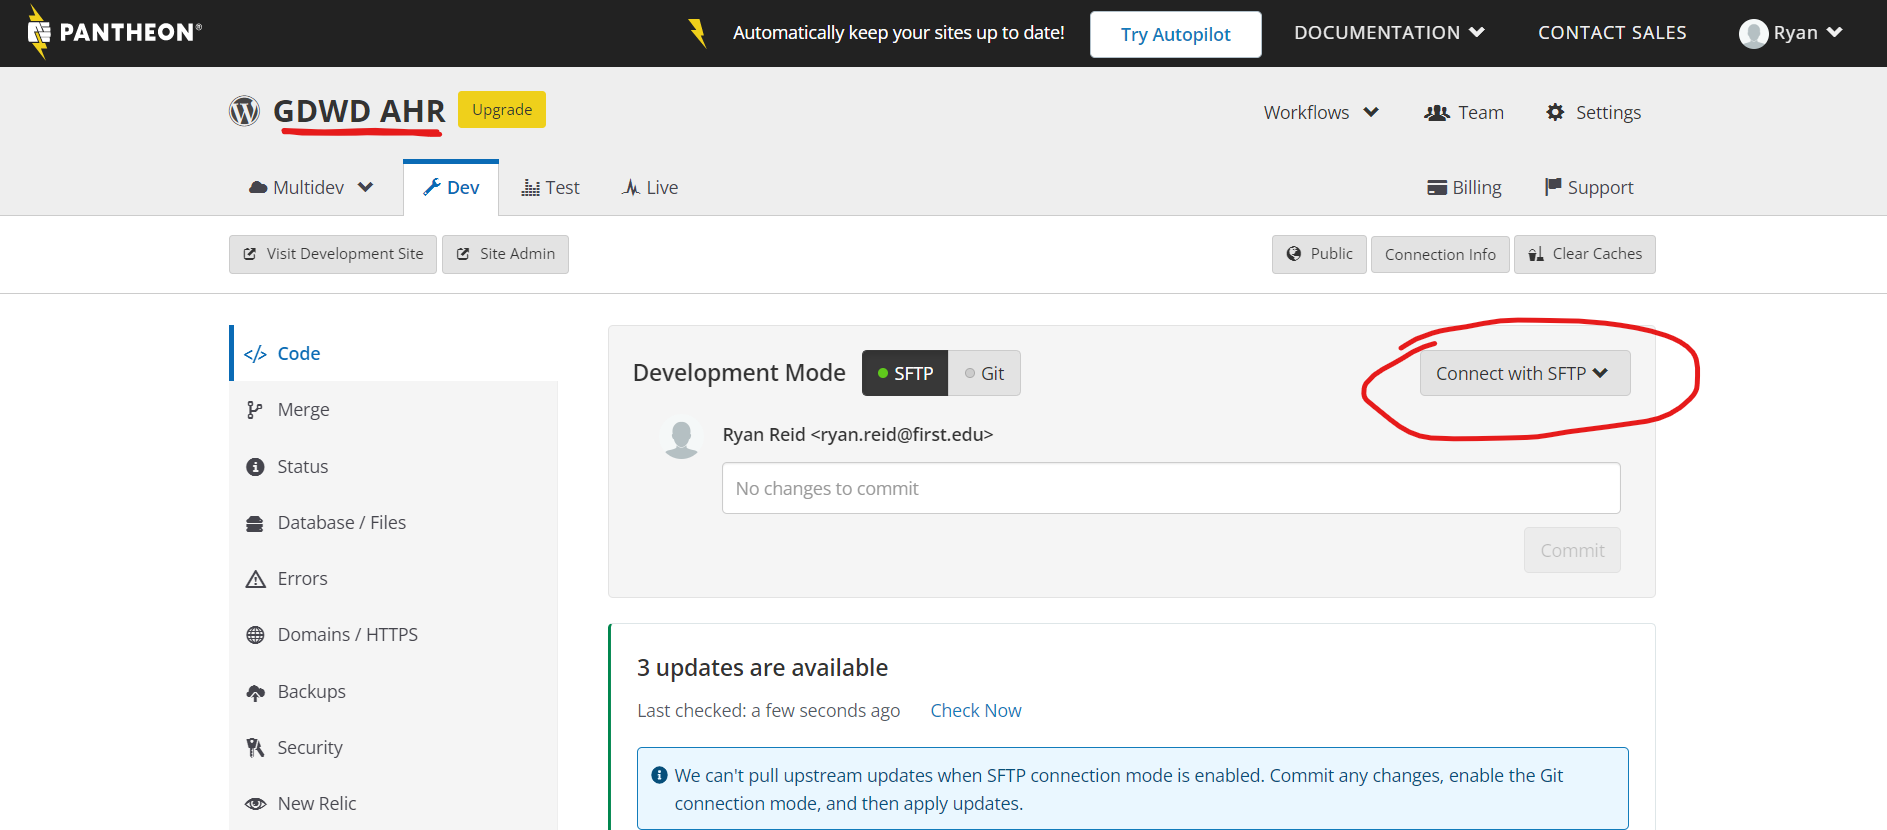 PANTHEON®
Automatically keep your sites up to date!
Try Autopilot
DOCUMENTATION
CONTACT SALES
Ryan
GDWD AHR
Upgrade
Workflows
Team
Settings
Multidev
Dev
Test
Live
Billing
Support
Visit Development Site
Site Admin
Public
Connection Info
Clear Caches
</> Code
Merge
Status
Database / Files
Errors
Domains / HTTPS
Backups
Security
New Relic
Development Mode
SFTP
Git
Connect with SFTP
Ryan Reid <ryan.reid@first.edu>
No changes to commit
Commit
3 updates are available
Last checked: a few seconds ago
Check Now
We can't pull upstream updates when SFTP connection mode is enabled. Commit any changes, enable the Git
connection mode, and then apply updates.